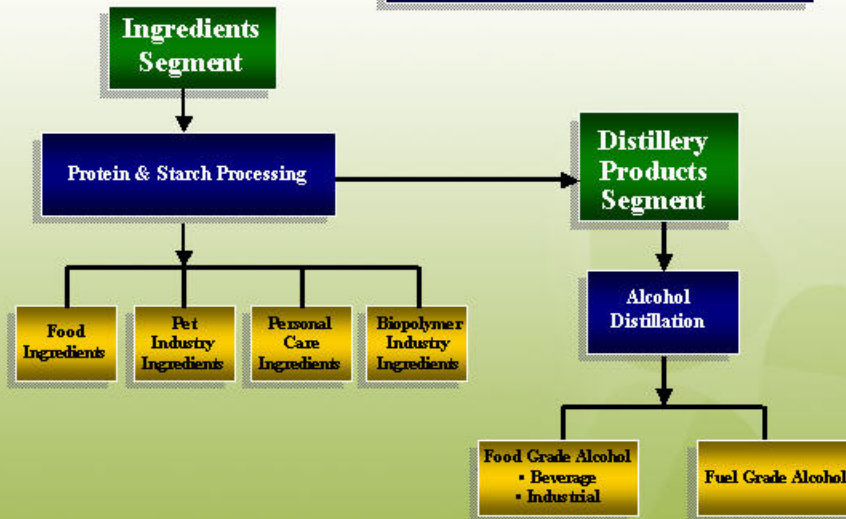 Ingredients
Segment
Protein & Starch Processing
Distillery
Products
Segment
Food
Ingredients
Pet
Industry
Ingredients
Personal
Care
Ingredients
Biopolymer
Industry
Ingredients
Alcohol
Distillation
Food Grade Alcohol
▪ Beverage
▪ Industrial
Fuel Grade Alcohol